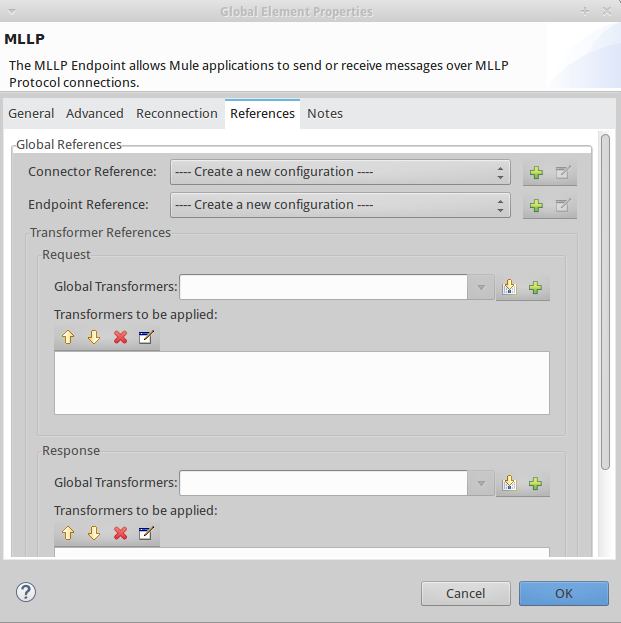 Global Element Properties
MLLP
The MLLP Endpoint allows Mule applications to send or receive messages over MLLP
Protocol connections.
General Advanced Reconnection References Notes
Global References
Connector Reference: ---- Create a new configuration ----
Endpoint Reference: ---- Create a new configuration ----
Transformer References
Request
Global Transformers:
Transformers to be applied:
Response
Global Transformers:
Transformers to be applied:
? Cancel OK